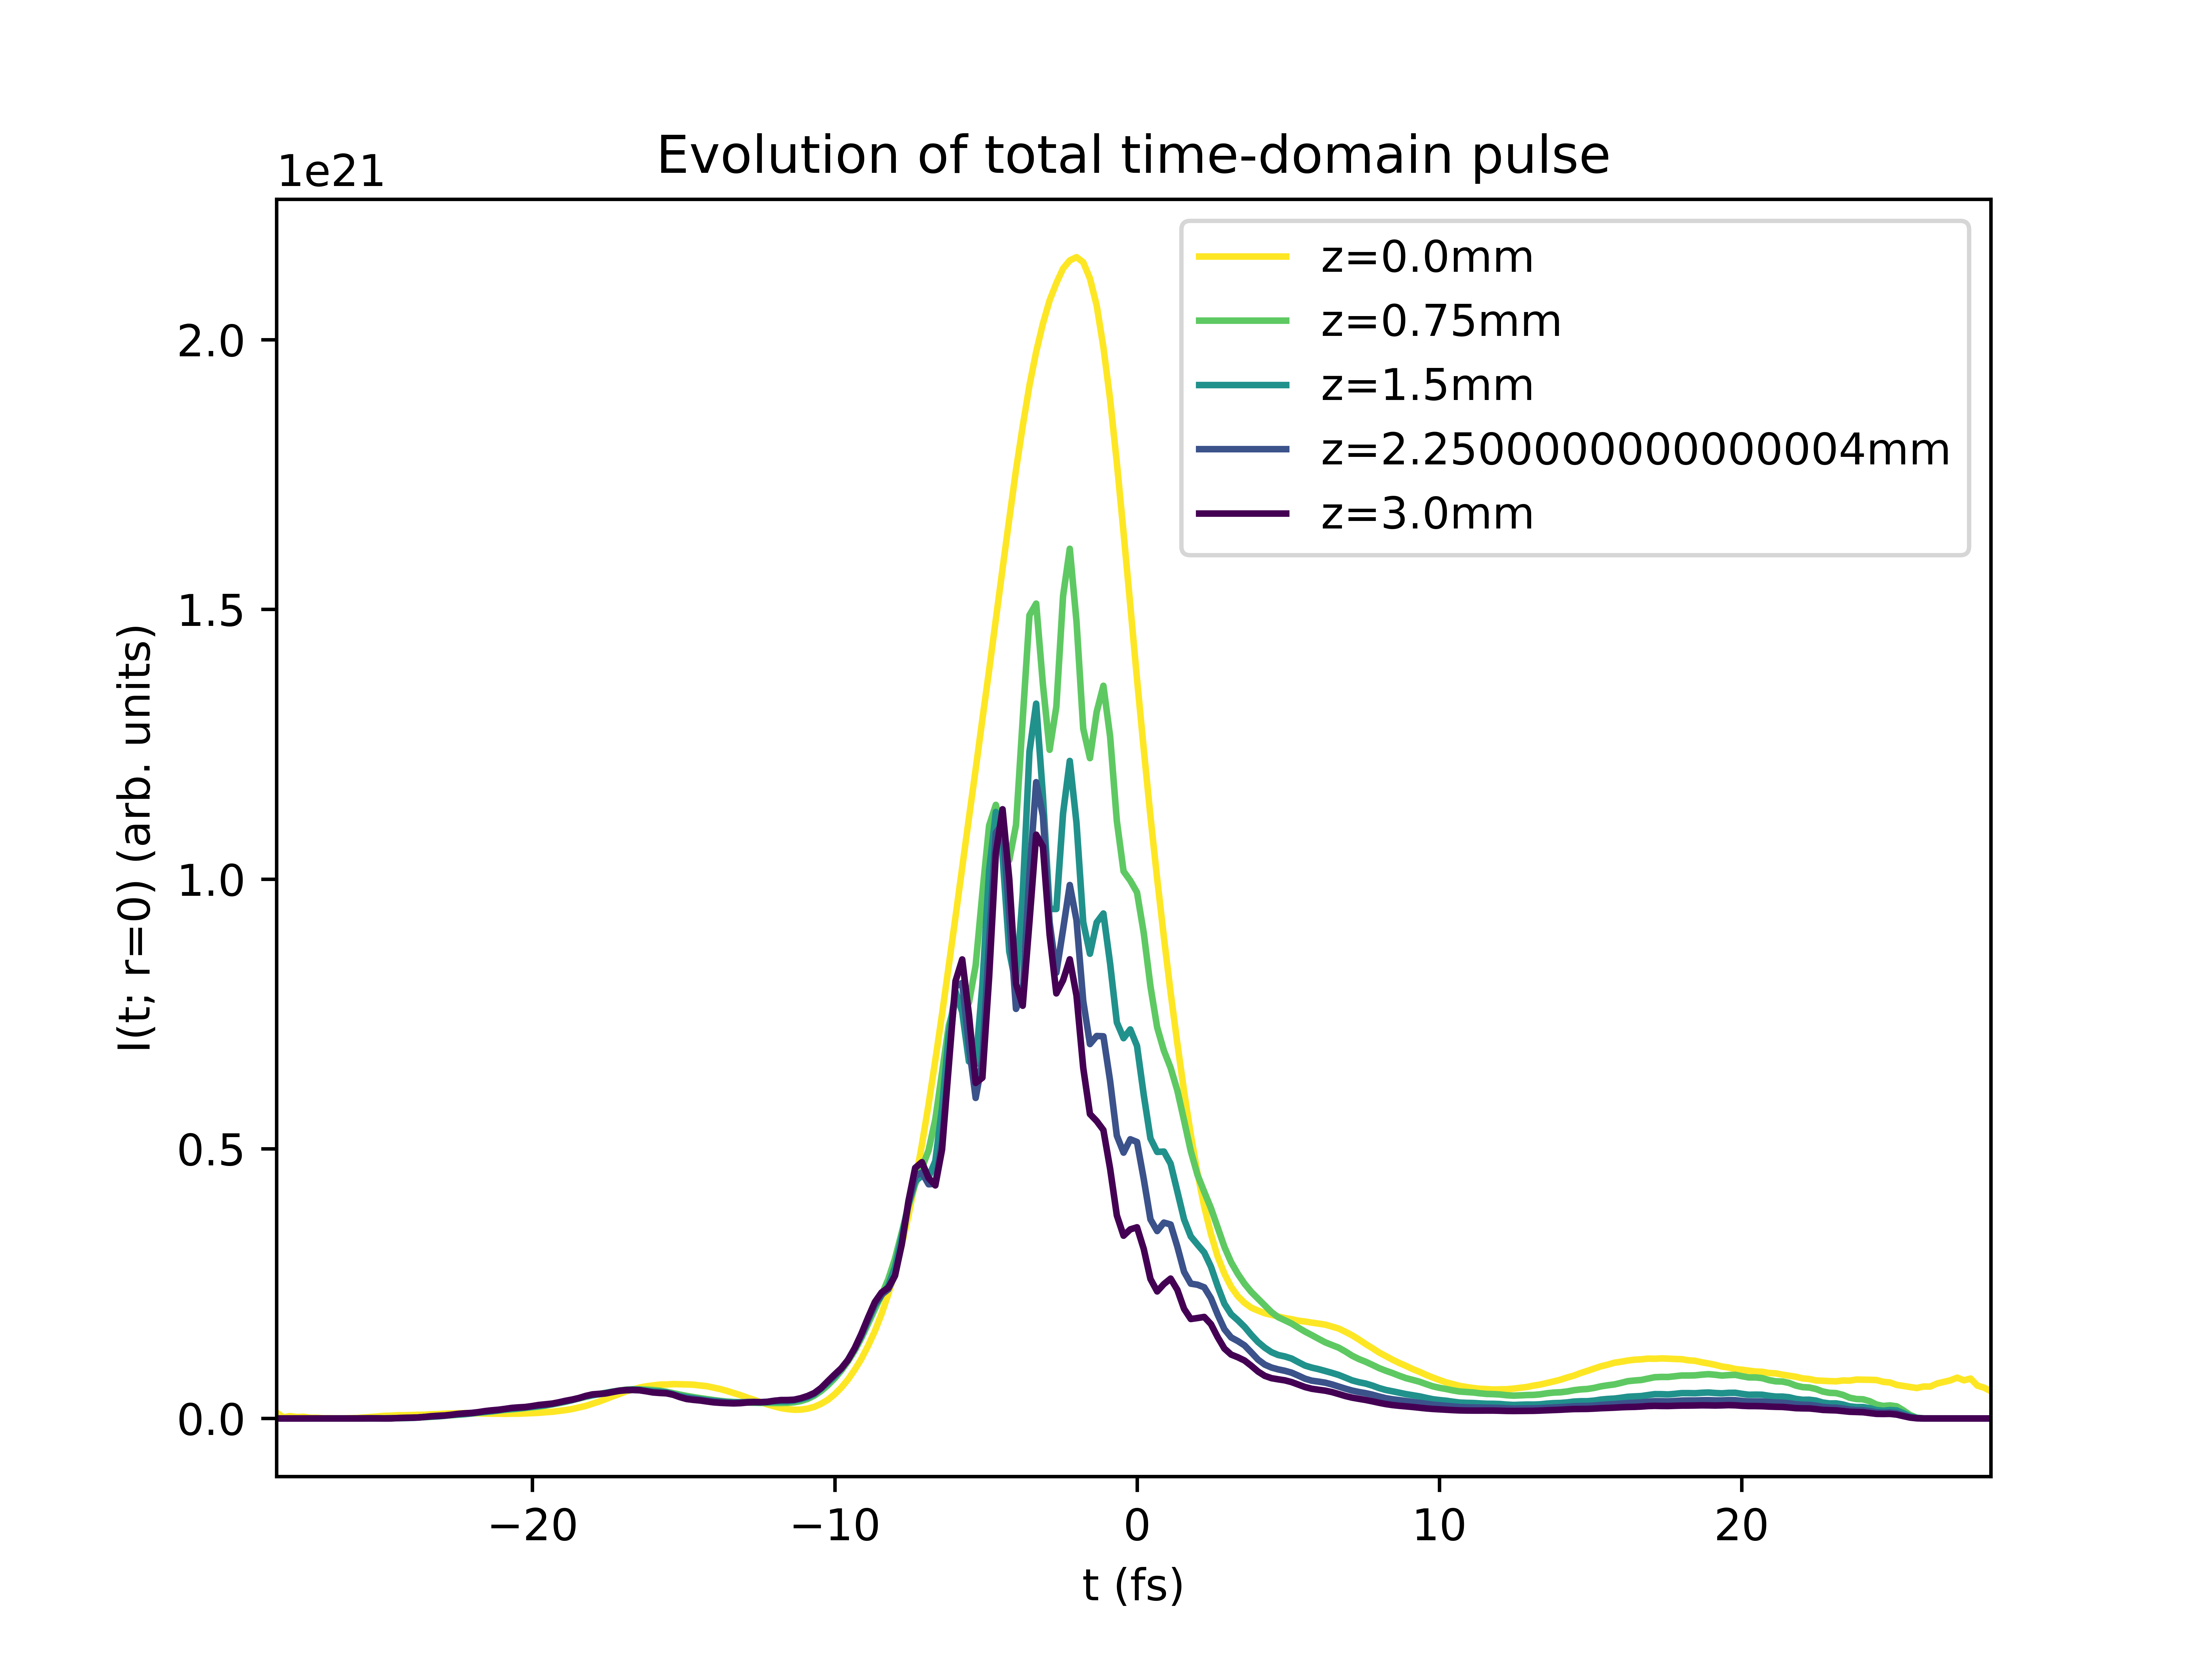 Evolution of total time-domain pulse
1e21
z=0.0mm
z=0.75mm
z=1.5mm
z=2.2500000000000004mm
z=3.0mm
I(t; r=0) (arb. units)
2.0
1.5
1.0
0.5
0.0
−20 −10 0 10 20
t (fs)